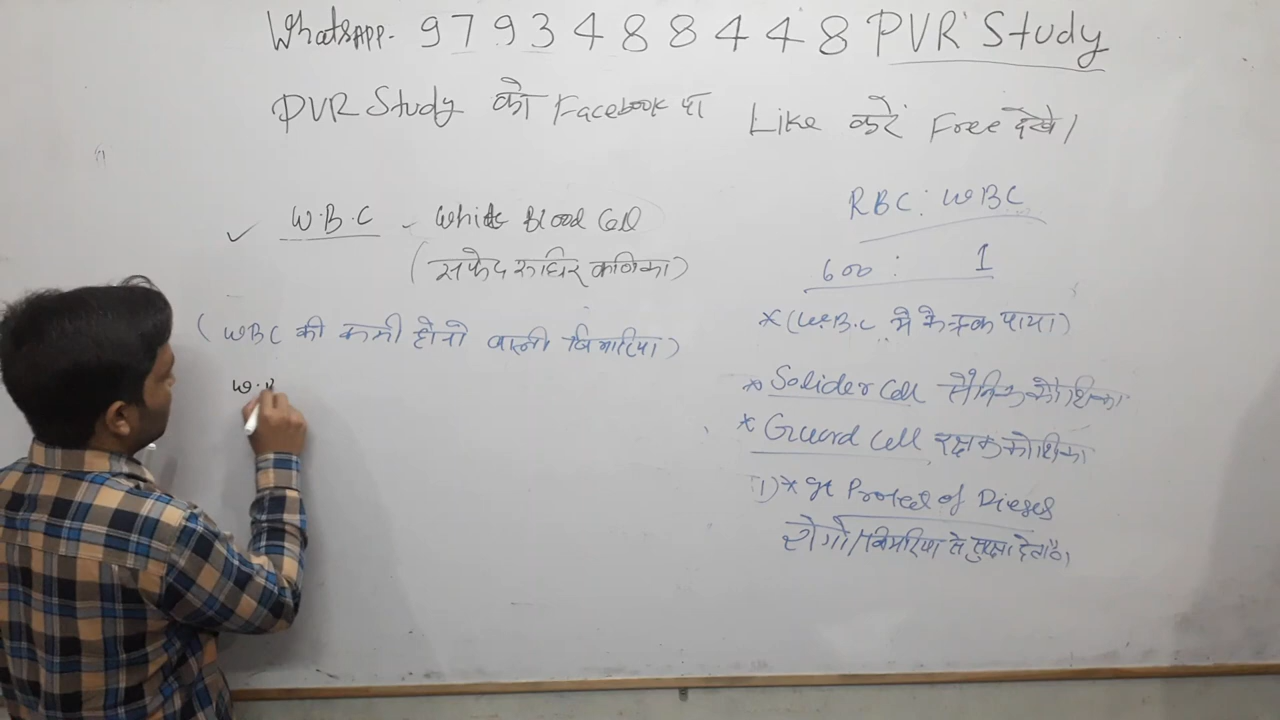 WhatsAPP. 9793488448 PVR Study
PVR Study को Facebook पा Like करें Free देखे।
W.B.C - White Blood Cell
(सफेद रूधिर कणिका)
(WBC की कमी होने वाली बिमारिया)
W.B
RBC : WBC
600 : 1
*(W.B.C मे केन्द्रक पाया)
* Solider Cell सैनिक कोशिका
* Guard Cell रक्षक कोशिका
1) * It Protect of Dieses
रोगो/बिमारिया से सुरक्षा देता है।